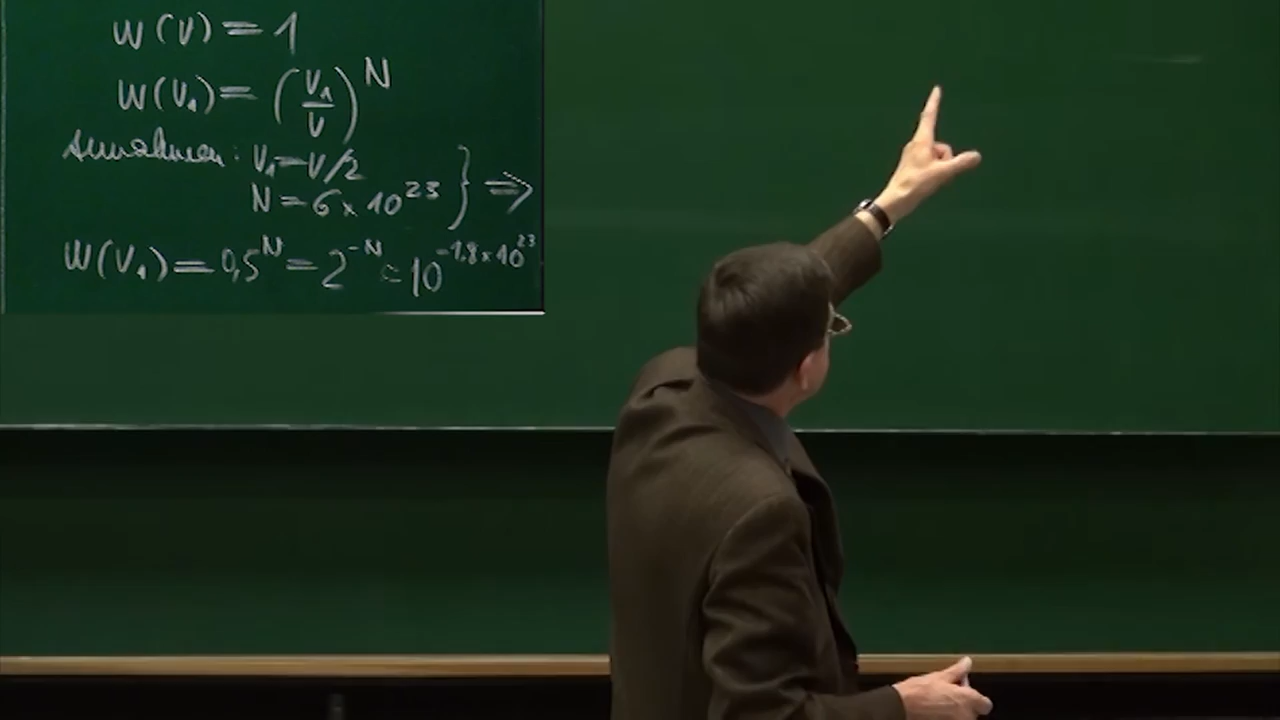 W(V) = 1
W(V₁) = (V₁/V)^N
Annahmen: V₁ = V/2
N = 6 × 10²³ } ⇒
W(V₁) = 0,5^N = 2^-N ≈ 10^-1,8 × 10²³